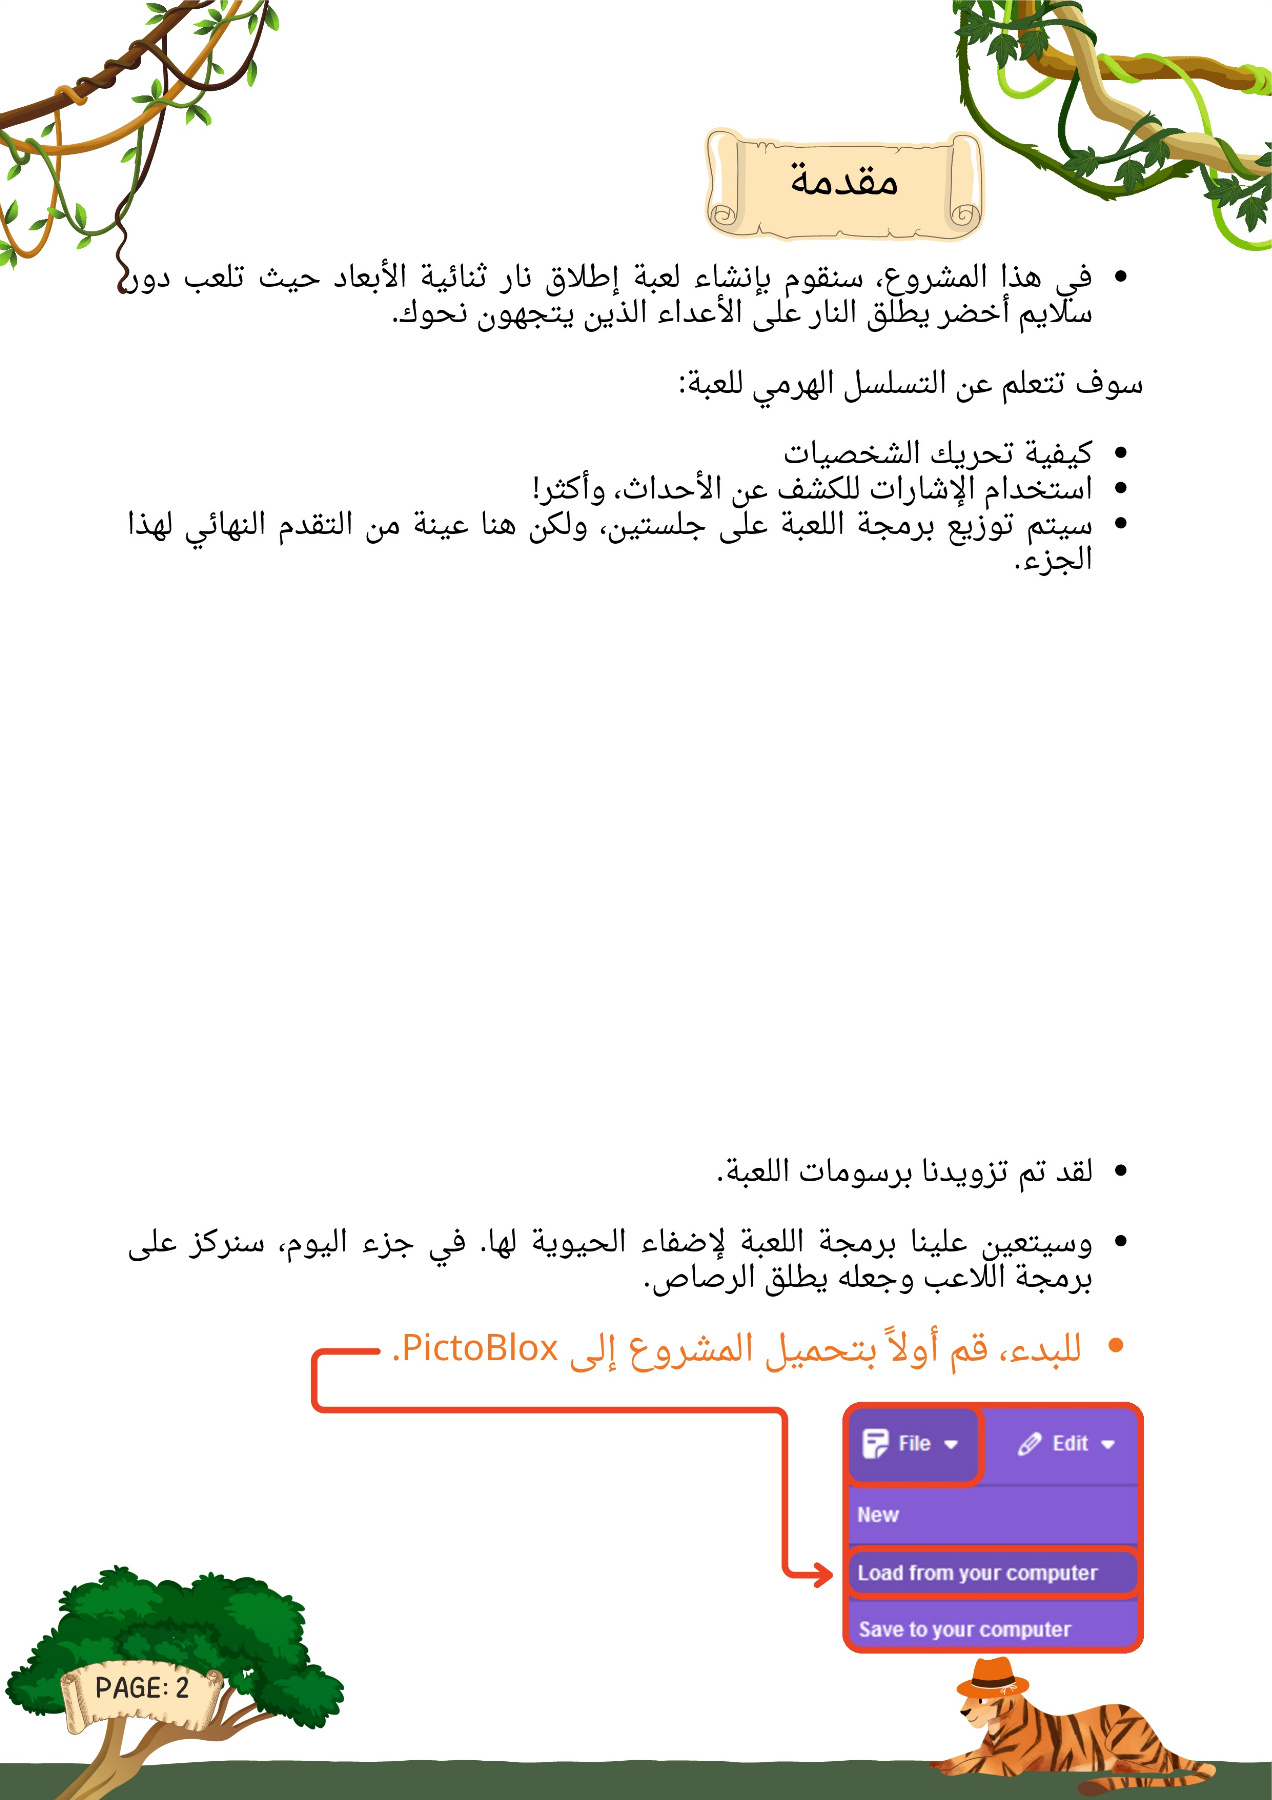 مقدمة
• في هذا المشروع، سنقوم بإنشاء لعبة إطلاق نار ثنائية الأبعاد حيث تلعب دور
سلايم أخضر يطلق النار على الأعداء الذين يتجهون نحوك.
سوف تتعلم عن التسلسل الهرمي للعبة:
• كيفية تحريك الشخصيات
• استخدام الإشارات للكشف عن الأحداث، وأكثر!
• سيتم توزيع برمجة اللعبة على جلستين، ولكن هنا عينة من التقدم النهائي لهذا
الجزء.
• لقد تم تزويدنا برسومات اللعبة.
• وسيتعين علينا برمجة اللعبة لإضفاء الحيوية لها. في جزء اليوم، سنركز على
برمجة اللاعب وجعله يطلق الرصاص.
• للبدء، قم أولاً بتحميل المشروع إلى PictoBlox.
File Edit
New
Load from your computer
Save to your computer
PAGE: 2